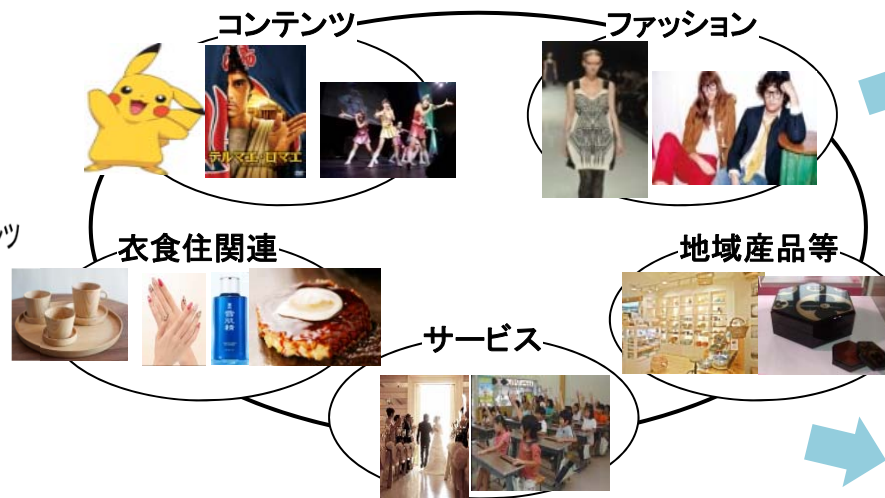 コンテンツ
ファッション
テルマエ・ロマエ
ツ
衣食住関連
地域産品等
雪肌精
サービス